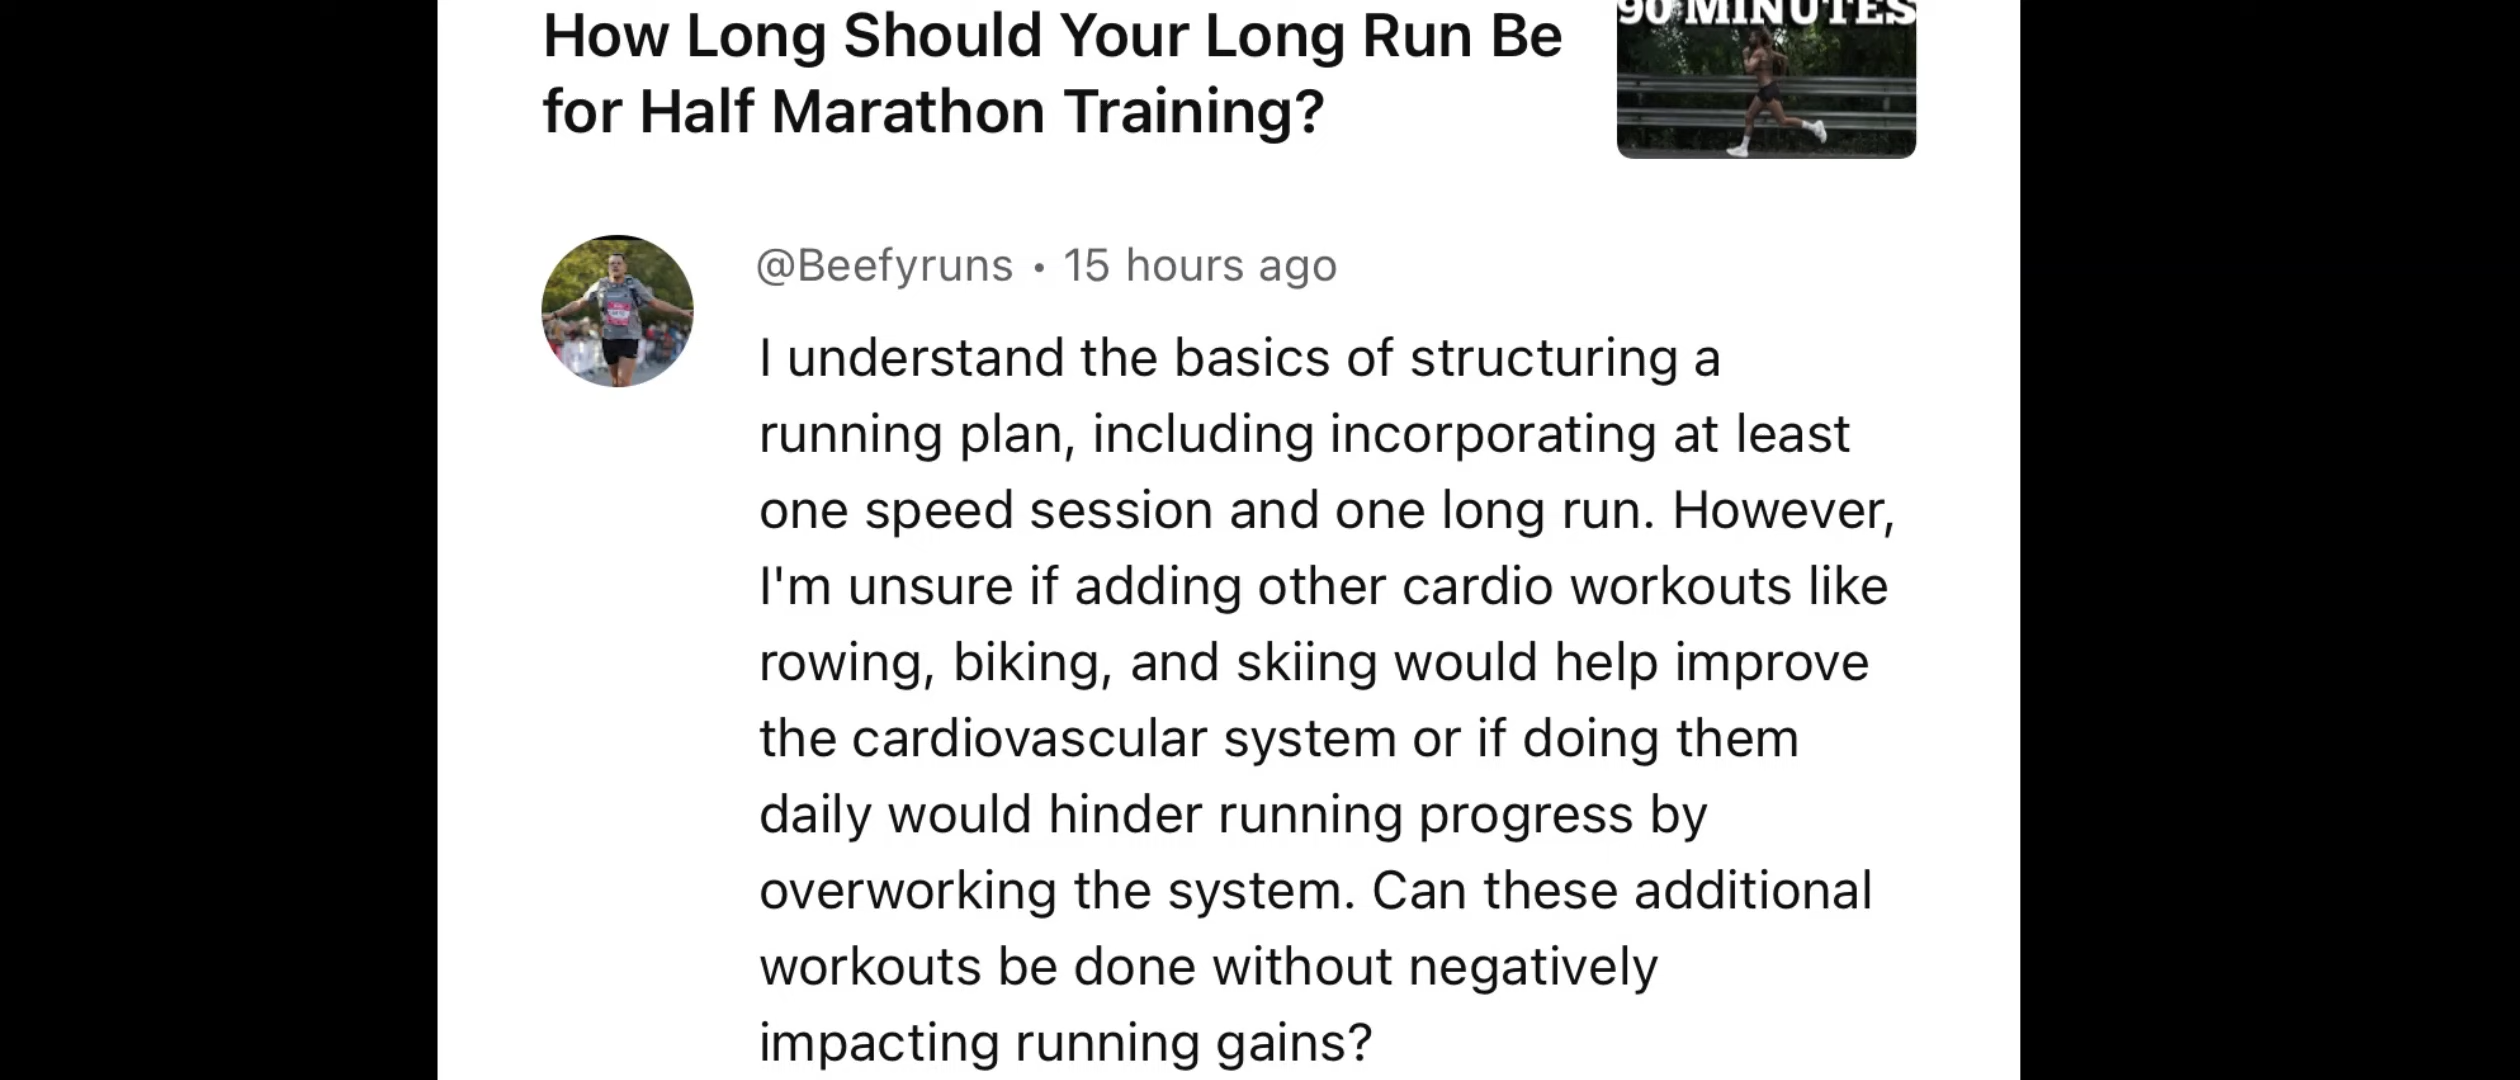 How Long Should Your Long Run Be
for Half Marathon Training?
90 MINUTES
@Beefyruns • 15 hours ago
I understand the basics of structuring a
running plan, including incorporating at least
one speed session and one long run. However,
I'm unsure if adding other cardio workouts like
rowing, biking, and skiing would help improve
the cardiovascular system or if doing them
daily would hinder running progress by
overworking the system. Can these additional
workouts be done without negatively
impacting running gains?